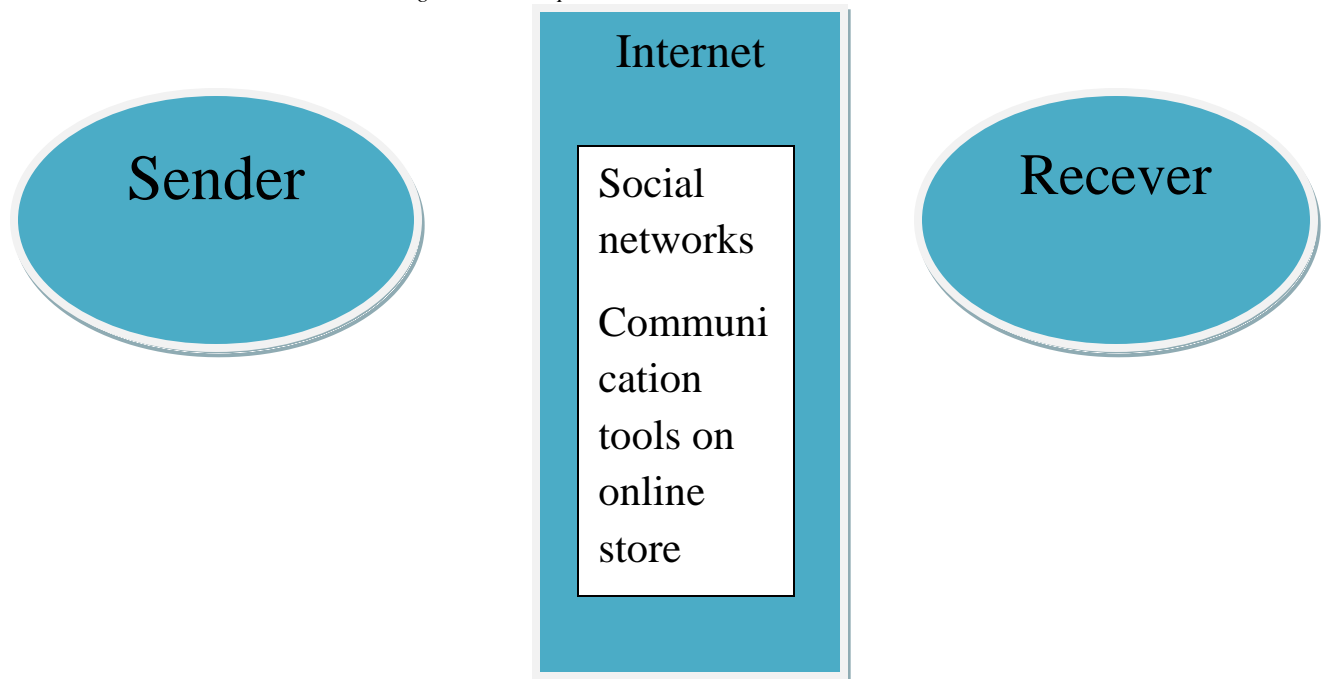 Internet
Sender
Recever
Social
networks
Communi
cation
tools on
online
store